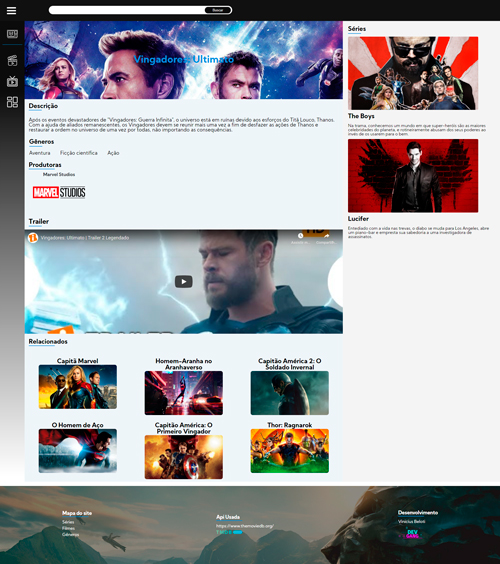 Buscar
Vingadores: Ultimato
Descrição
Após os eventos devastadores de "Vingadores: Guerra Infinita", o universo está em ruínas devido aos esforços do Titã Louco, Thanos.
Com a ajuda de aliados remanescentes, os Vingadores devem se reunir mais uma vez a fim de desfazer as ações de Thanos e
restaurar a ordem no universo de uma vez por todas, não importando as consequências.
Gêneros
Aventura Ficção científica Ação
Produtoras
Marvel Studios
MARVEL STUDIOS
Trailer
Vingadores: Ultimato | Trailer 2 Legendado
Relacionados
Capitã Marvel
Homem-Aranha no
Aranhaverso
Capitão América 2: O
Soldado Invernal
O Homem de Aço
Capitão América: O
Primeiro Vingador
Thor: Ragnarok
Séries
The Boys
Na trama, conhecemos um mundo em que super-heróis são as maiores
celebridades do planeta, e rotineiramente abusam dos seus poderes ao
invés de os usarem para o bem.
Lucifer
Entediado com a vida nas trevas, o diabo se muda para Los Angeles, abre
um piano-bar e empresta sua sabedoria a uma investigadora de
assassinatos.
Mapa do site
Séries
Filmes
Gêneros
Api Usada
https://www.themoviedb.org/
Desenvolvimento
Vinicius Beloti
DEV